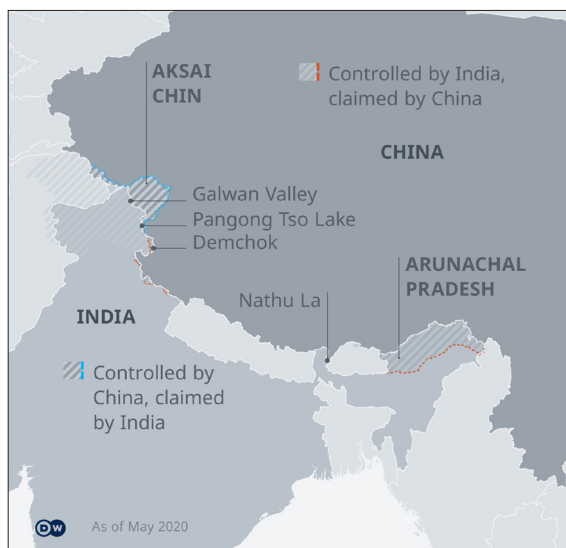 AKSAI
CHIN
Controlled by India,
claimed by China
CHINA
Galwan Valley
Pangong Tso Lake
Demchok
ARUNACHAL
PRADESH
Nathu La
INDIA
Controlled by
China, claimed
by India
DW
As of May 2020